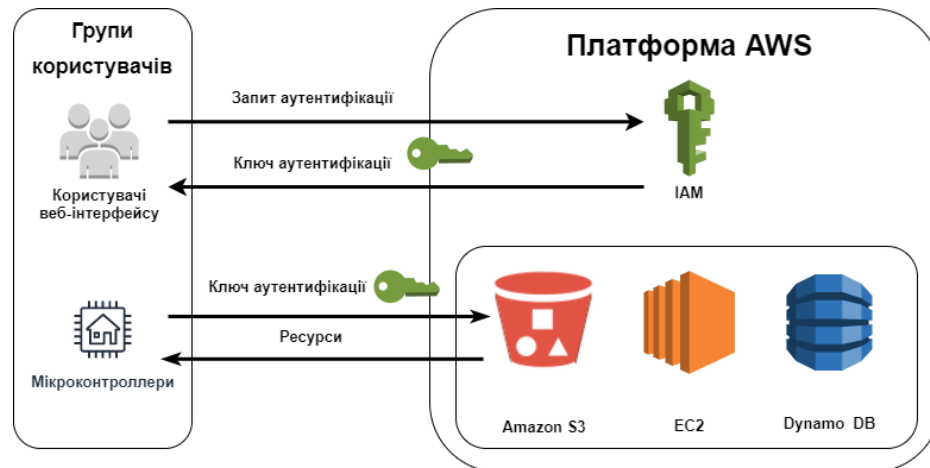 Групи
користувачів
Платформа AWS
Запит аутентифікації
Ключ аутентифікації
Користувачі
веб-інтерфейсу
IAM
Ключ аутентифікації
Ресурси
Мікроконтроллери
Amazon S3
EC2
Dynamo DB